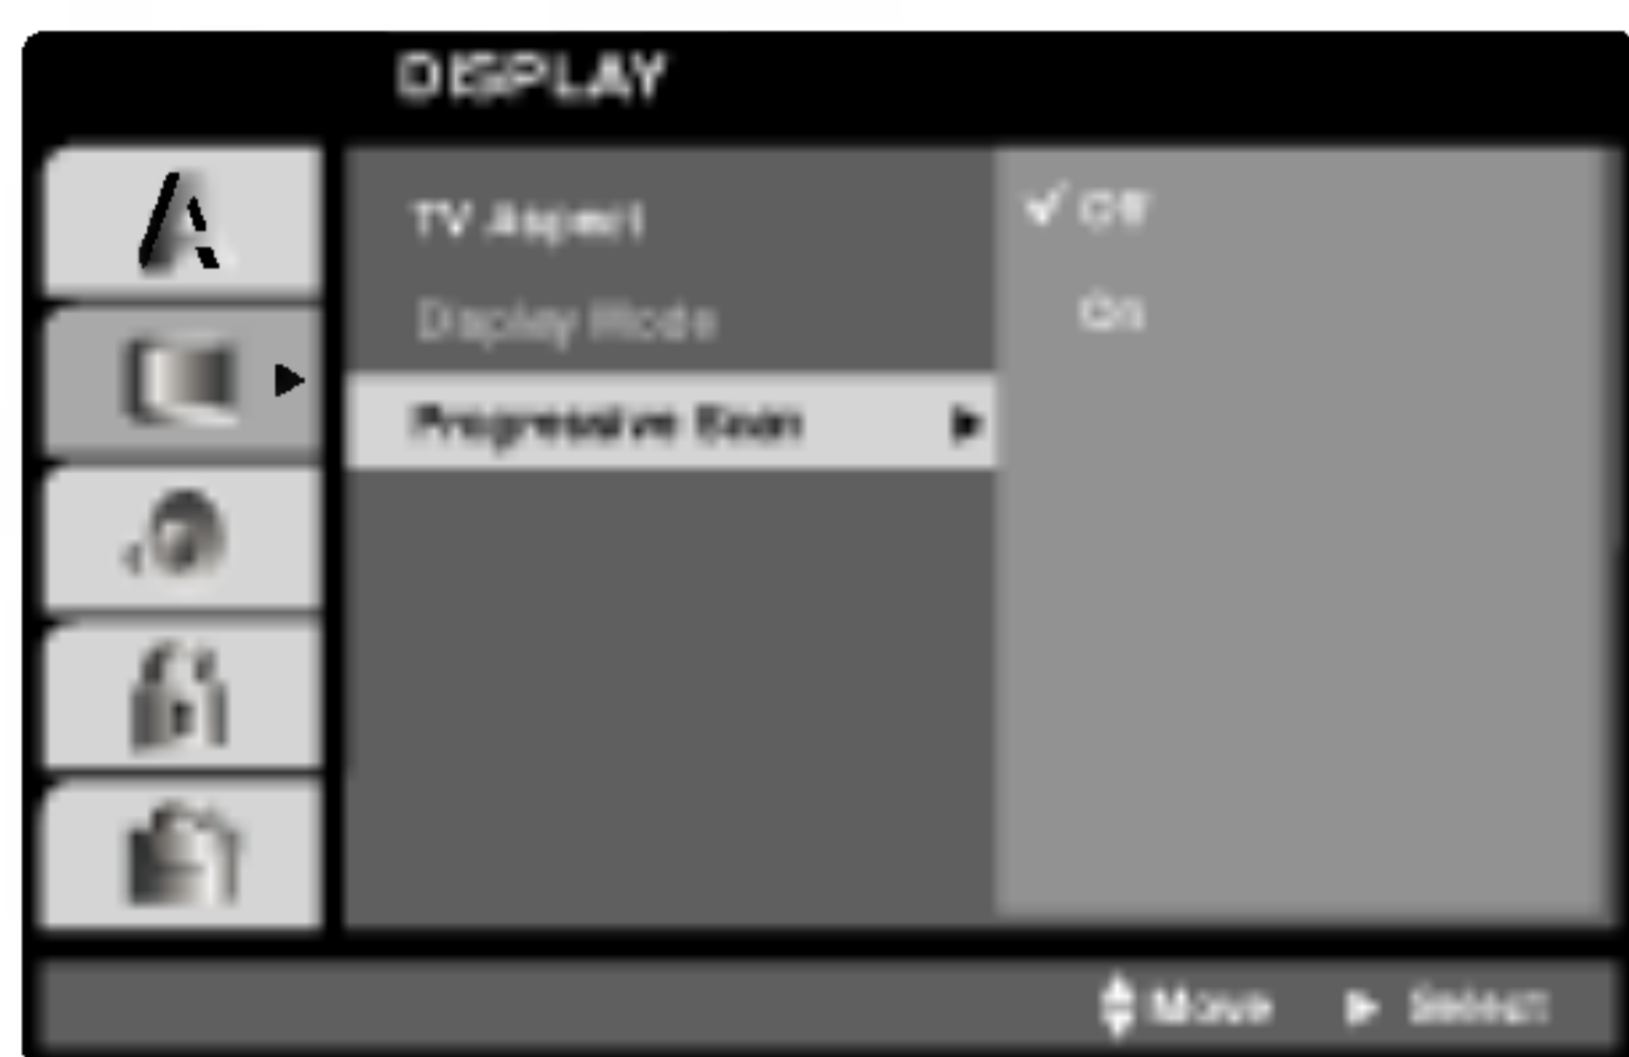 DISPLAY
TV Aspect
Display Mode
Progressive Scan
✓ Off
On
Move
Select